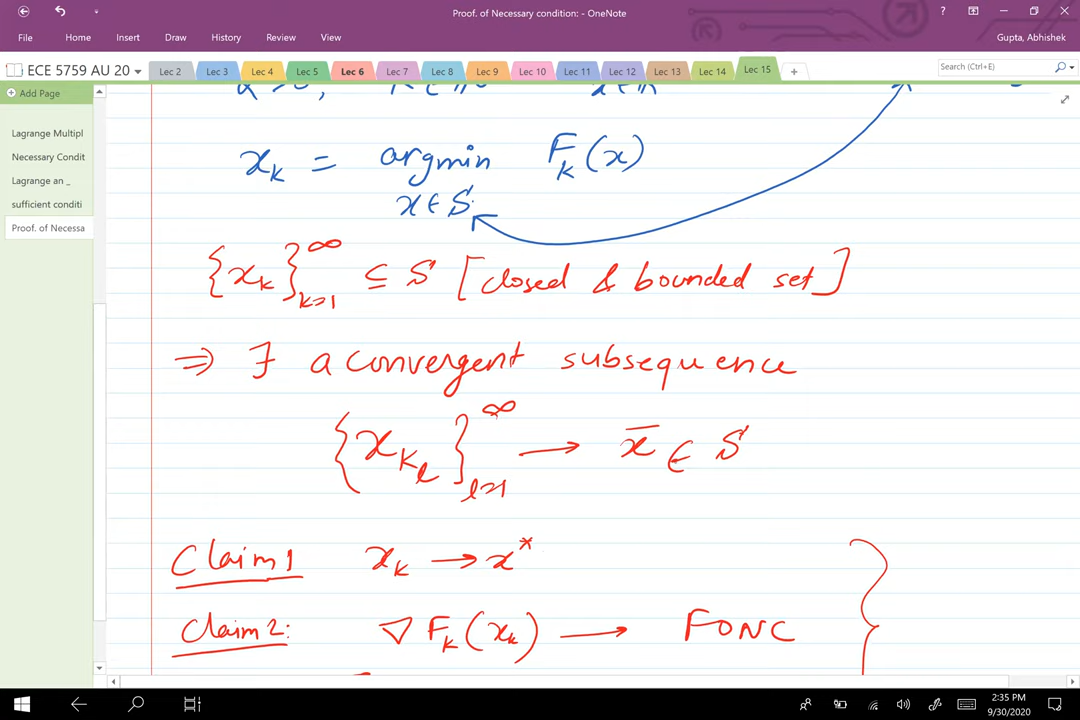 Proof. of Necessary condition: - OneNote
?
File Home Insert Draw History Review View
Gupta, Abhishek
ECE 5759 AU 20
Lec 2 Lec 3 Lec 4 Lec 5 Lec 6 Lec 7 Lec 8 Lec 9 Lec 10 Lec 11 Lec 12 Lec 13 Lec 14 Lec 15 +
Search (Ctrl+E)
Add Page
Lagrange Multipl
Necessary Condit
Lagrange an _
sufficient conditi
Proof. of Necessa
x_k = argmin F_k(x)
x ∈ S
{x_k}_{k=1}^∞ ⊆ S [closed & bounded set]
⇒ ∃ a convergent subsequence
{x_{k_l}}_{l=1}^∞ → x̄ ∈ S
Claim 1 x_k → x*
Claim 2: ∇F_k(x_k) → FONC
2:35 PM
9/30/2020